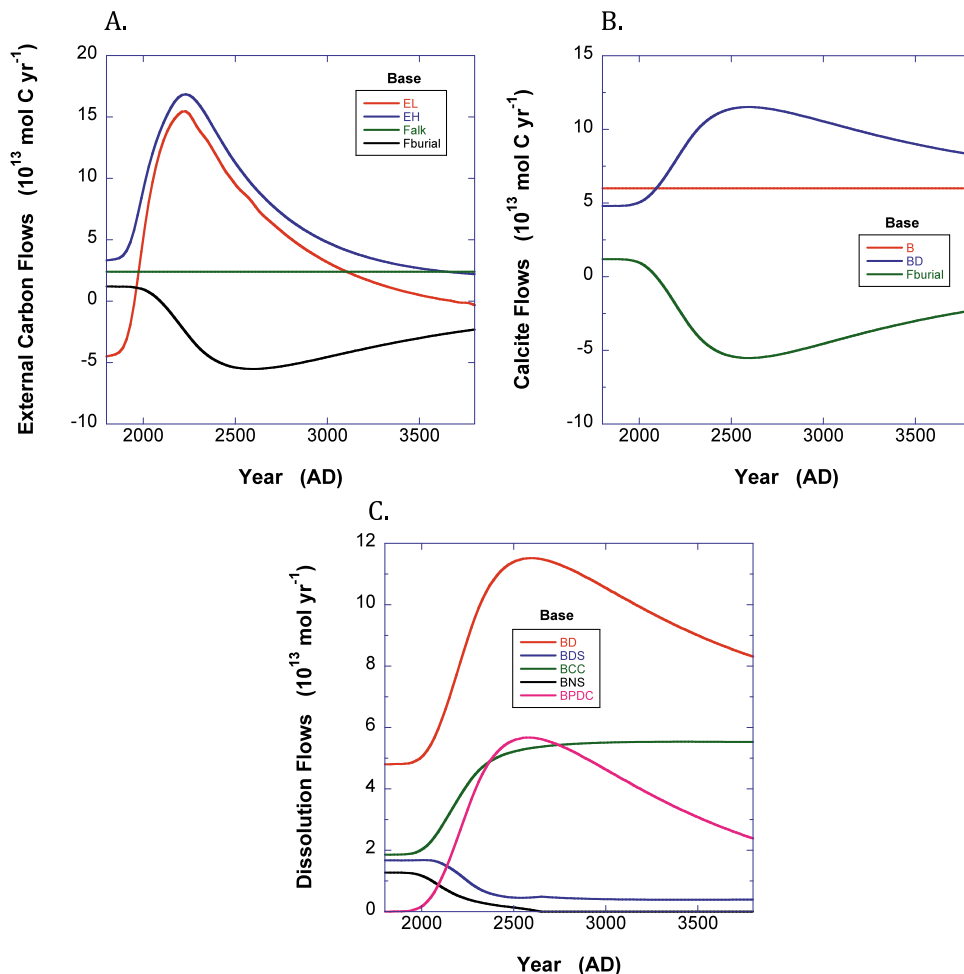 A.
External Carbon Flows (10^13 mol C yr^-1)
20
15
10
5
0
-5
-10
Base
EL
EH
Falk
Fburial
2000
2500
3000
3500
Year (AD)
B.
Calcite Flows (10^13 mol C yr^-1)
15
10
5
0
-5
-10
Base
B
BD
Fburial
2000
2500
3000
3500
Year (AD)
C.
Dissolution Flows (10^13 mol yr^-1)
12
10
8
6
4
2
0
Base
BD
BDS
BCC
BNS
BPDC
2000
2500
3000
3500
Year (AD)